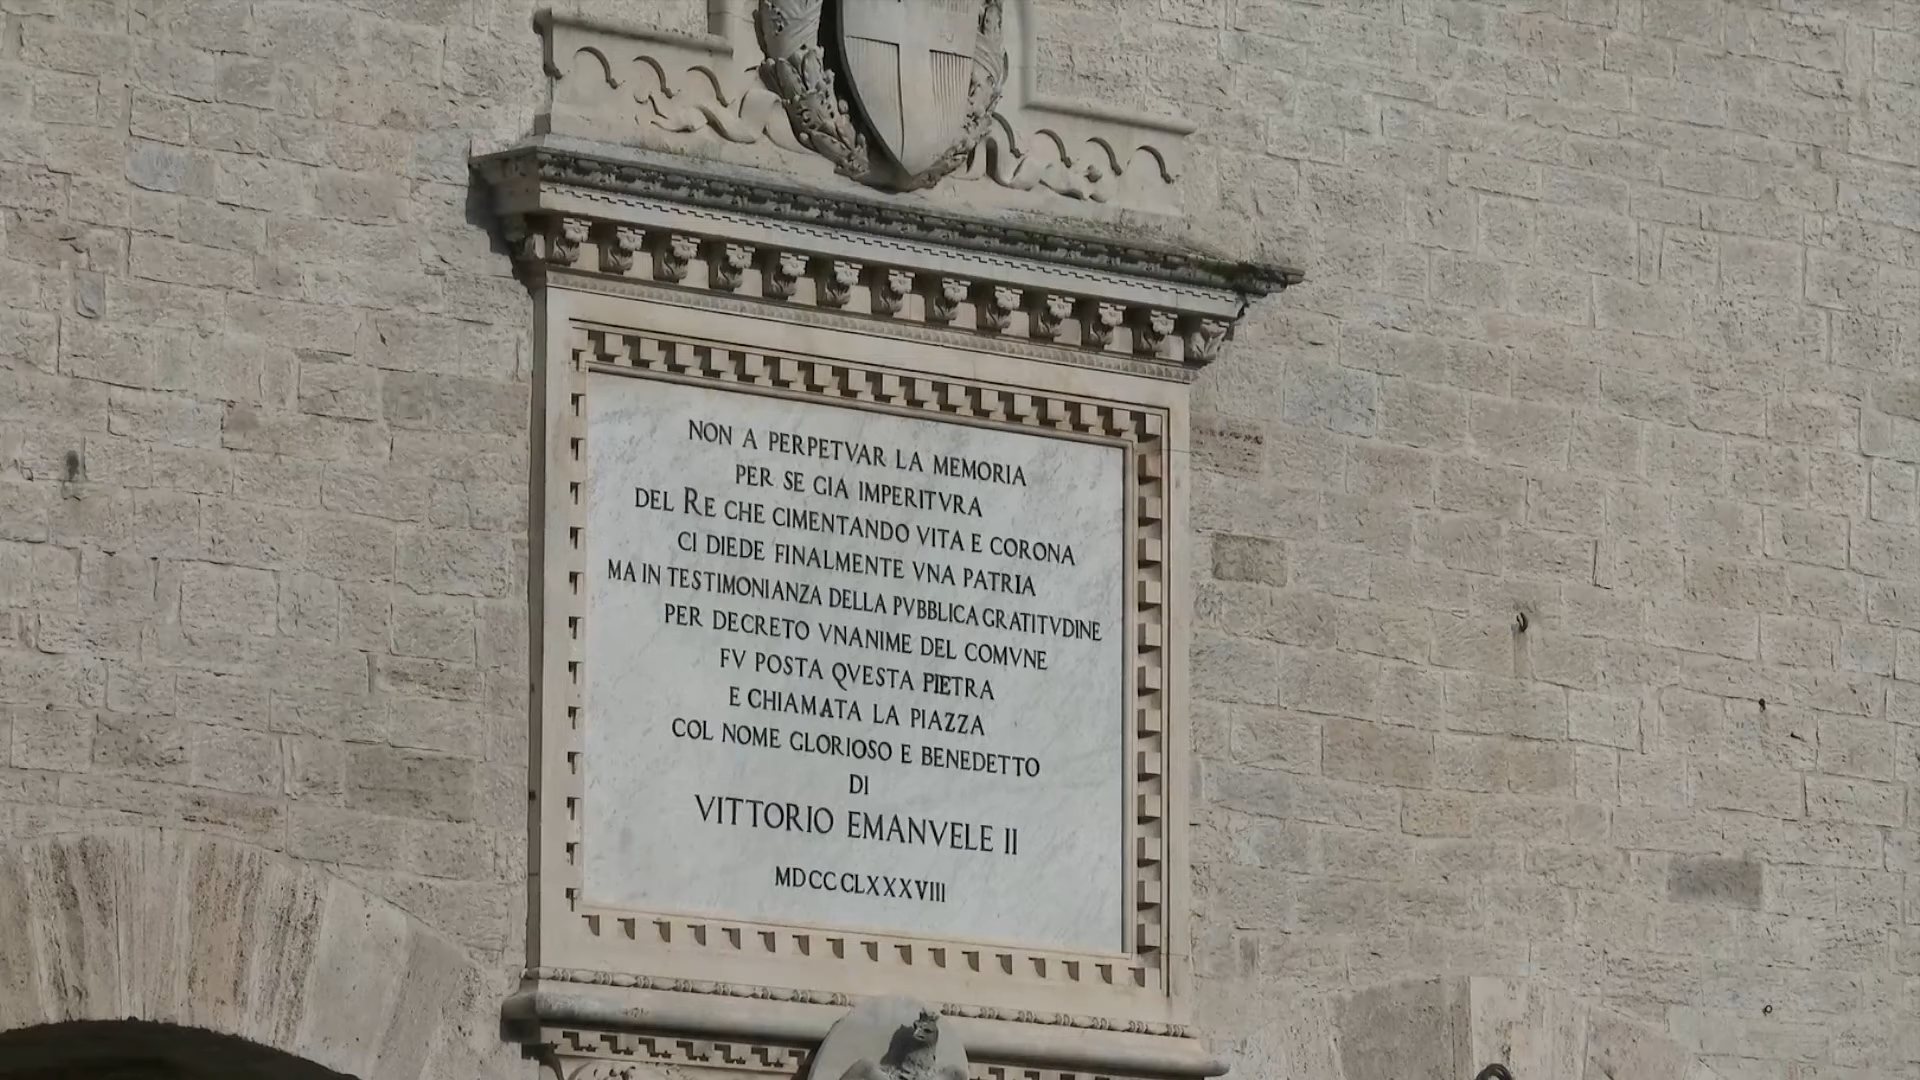 NON A PERPETVAR LA MEMORIA
PER SE GIA IMPERITVRA
DEL RE CHE CIMENTANDO VITA E CORONA
CI DIEDE FINALMENTE VNA PATRIA
MA IN TESTIMONIANZA DELLA PVBBLICA GRATITVDINE
PER DECRETO VNANIME DEL COMVNE
FV POSTA QVESTA PIETRA
E CHIAMATA LA PIAZZA
COL NOME GLORIOSO E BENEDETTO
DI
VITTORIO EMANVELE II
MDCCCLXXXVIII